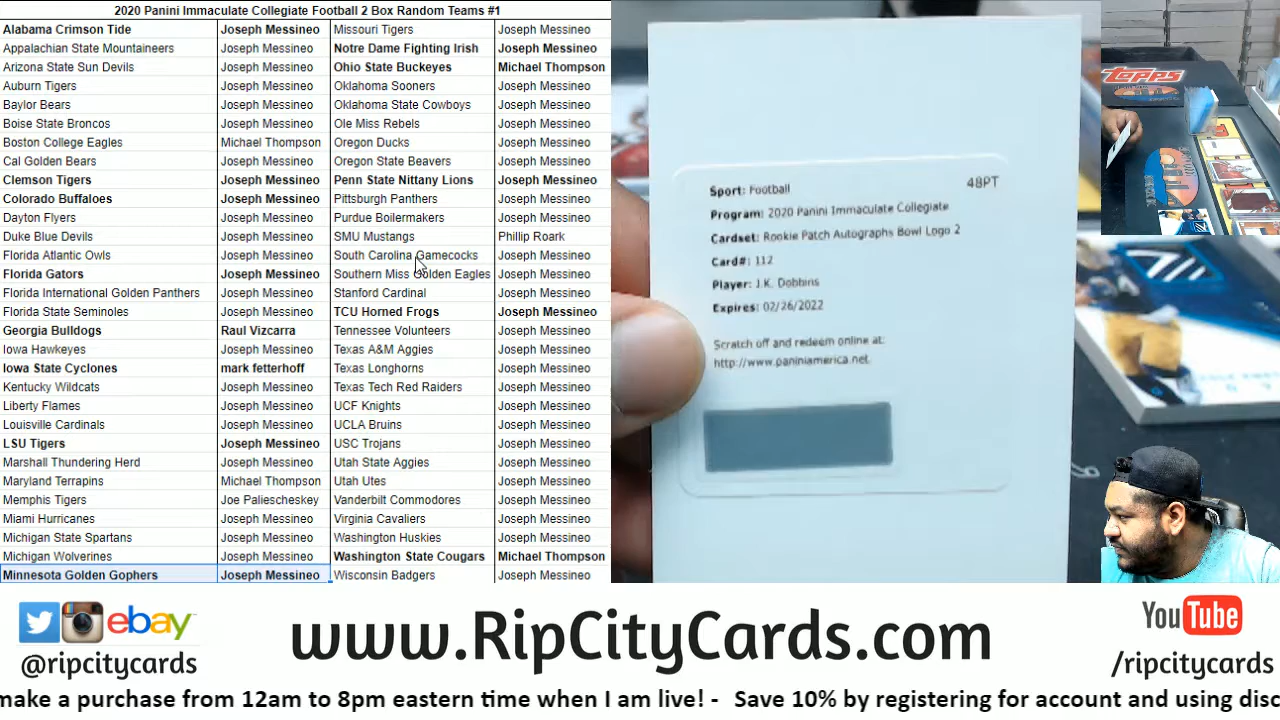 2020 Panini Immaculate Collegiate Football 2 Box Random Teams #1
Alabama Crimson Tide Joseph Messineo Missouri Tigers Joseph Messineo
Appalachian State Mountaineers Joseph Messineo Notre Dame Fighting Irish Joseph Messineo
Arizona State Sun Devils Joseph Messineo Ohio State Buckeyes Michael Thompson
Auburn Tigers Joseph Messineo Oklahoma Sooners Joseph Messineo
Baylor Bears Joseph Messineo Oklahoma State Cowboys Joseph Messineo
Boise State Broncos Joseph Messineo Ole Miss Rebels Joseph Messineo
Boston College Eagles Michael Thompson Oregon Ducks Joseph Messineo
Cal Golden Bears Joseph Messineo Oregon State Beavers Joseph Messineo
Clemson Tigers Joseph Messineo Penn State Nittany Lions Joseph Messineo
Colorado Buffaloes Joseph Messineo Pittsburgh Panthers Joseph Messineo
Dayton Flyers Joseph Messineo Purdue Boilermakers Joseph Messineo
Duke Blue Devils Joseph Messineo SMU Mustangs Phillip Roark
Florida Atlantic Owls Joseph Messineo South Carolina Gamecocks Joseph Messineo
Florida Gators Joseph Messineo Southern Miss Golden Eagles Joseph Messineo
Florida International Golden Panthers Joseph Messineo Stanford Cardinal Joseph Messineo
Florida State Seminoles Joseph Messineo TCU Horned Frogs Joseph Messineo
Georgia Bulldogs Raul Vizcarra Tennessee Volunteers Joseph Messineo
Iowa Hawkeyes Joseph Messineo Texas A&M Aggies Joseph Messineo
Iowa State Cyclones mark fetterhoff Texas Longhorns Joseph Messineo
Kentucky Wildcats Joseph Messineo Texas Tech Red Raiders Joseph Messineo
Liberty Flames Joseph Messineo UCF Knights Joseph Messineo
Louisville Cardinals Joseph Messineo UCLA Bruins Joseph Messineo
LSU Tigers Joseph Messineo USC Trojans Joseph Messineo
Marshall Thundering Herd Joseph Messineo Utah State Aggies Joseph Messineo
Maryland Terrapins Michael Thompson Utah Utes Joseph Messineo
Memphis Tigers Joe Paliescheskey Vanderbilt Commodores Joseph Messineo
Miami Hurricanes Joseph Messineo Virginia Cavaliers Joseph Messineo
Michigan State Spartans Joseph Messineo Washington Huskies Joseph Messineo
Michigan Wolverines Joseph Messineo Washington State Cougars Michael Thompson
Minnesota Golden Gophers Joseph Messineo Wisconsin Badgers Joseph Messineo
Sport: Football 48PT
Program: 2020 Panini Immaculate Collegiate
Cardset: Rookie Patch Autographs Bowl Logo 2
Card#: 112
Player: J.K. Dobbins
Expires: 02/26/2022
Scratch off and redeem online at:
http://www.paniniamerica.net
Topps
ebay
@ripcitycards
www.RipCityCards.com
YouTube
/ripcitycards
make a purchase from 12am to 8pm eastern time when I am live! - Save 10% by registering for account and using disc